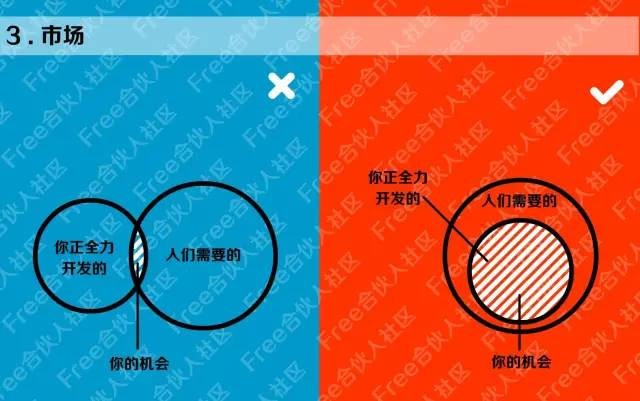 3.市场
你正全力
开发的
人们需要的
你的机会
你正全力
开发的
人们需要的
你的机会
Free合伙人社区